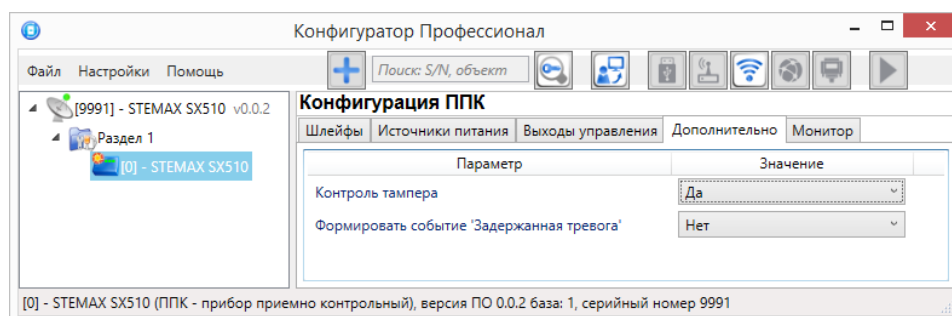 Конфигуратор Профессионал
Файл Настройки Помощь
Поиск: S/N, объект
[9991] - STEMAX SX510 v0.0.2
Раздел 1
[0] - STEMAX SX510
Конфигурация ППК
Шлейфы Источники питания Выходы управления Дополнительно Монитор
Параметр Значение
Контроль тампера Да
Формировать событие 'Задержанная тревога' Нет
[0] - STEMAX SX510 (ППК - прибор приемно контрольный), версия ПО 0.0.2 база: 1, серийный номер 9991